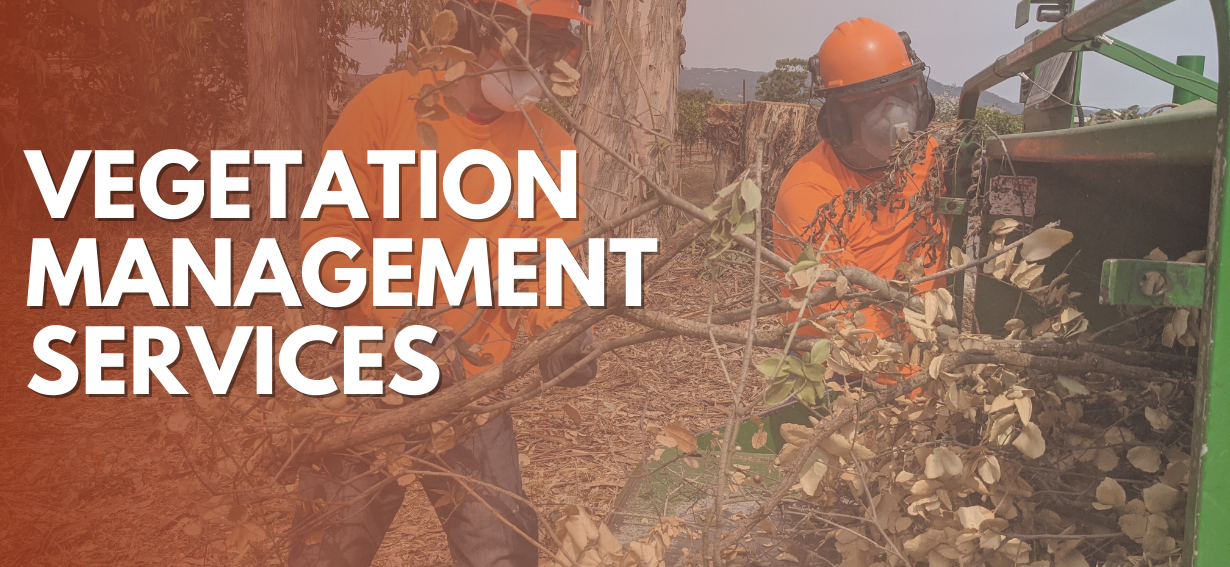 VEGETATION
MANAGEMENT
SERVICES